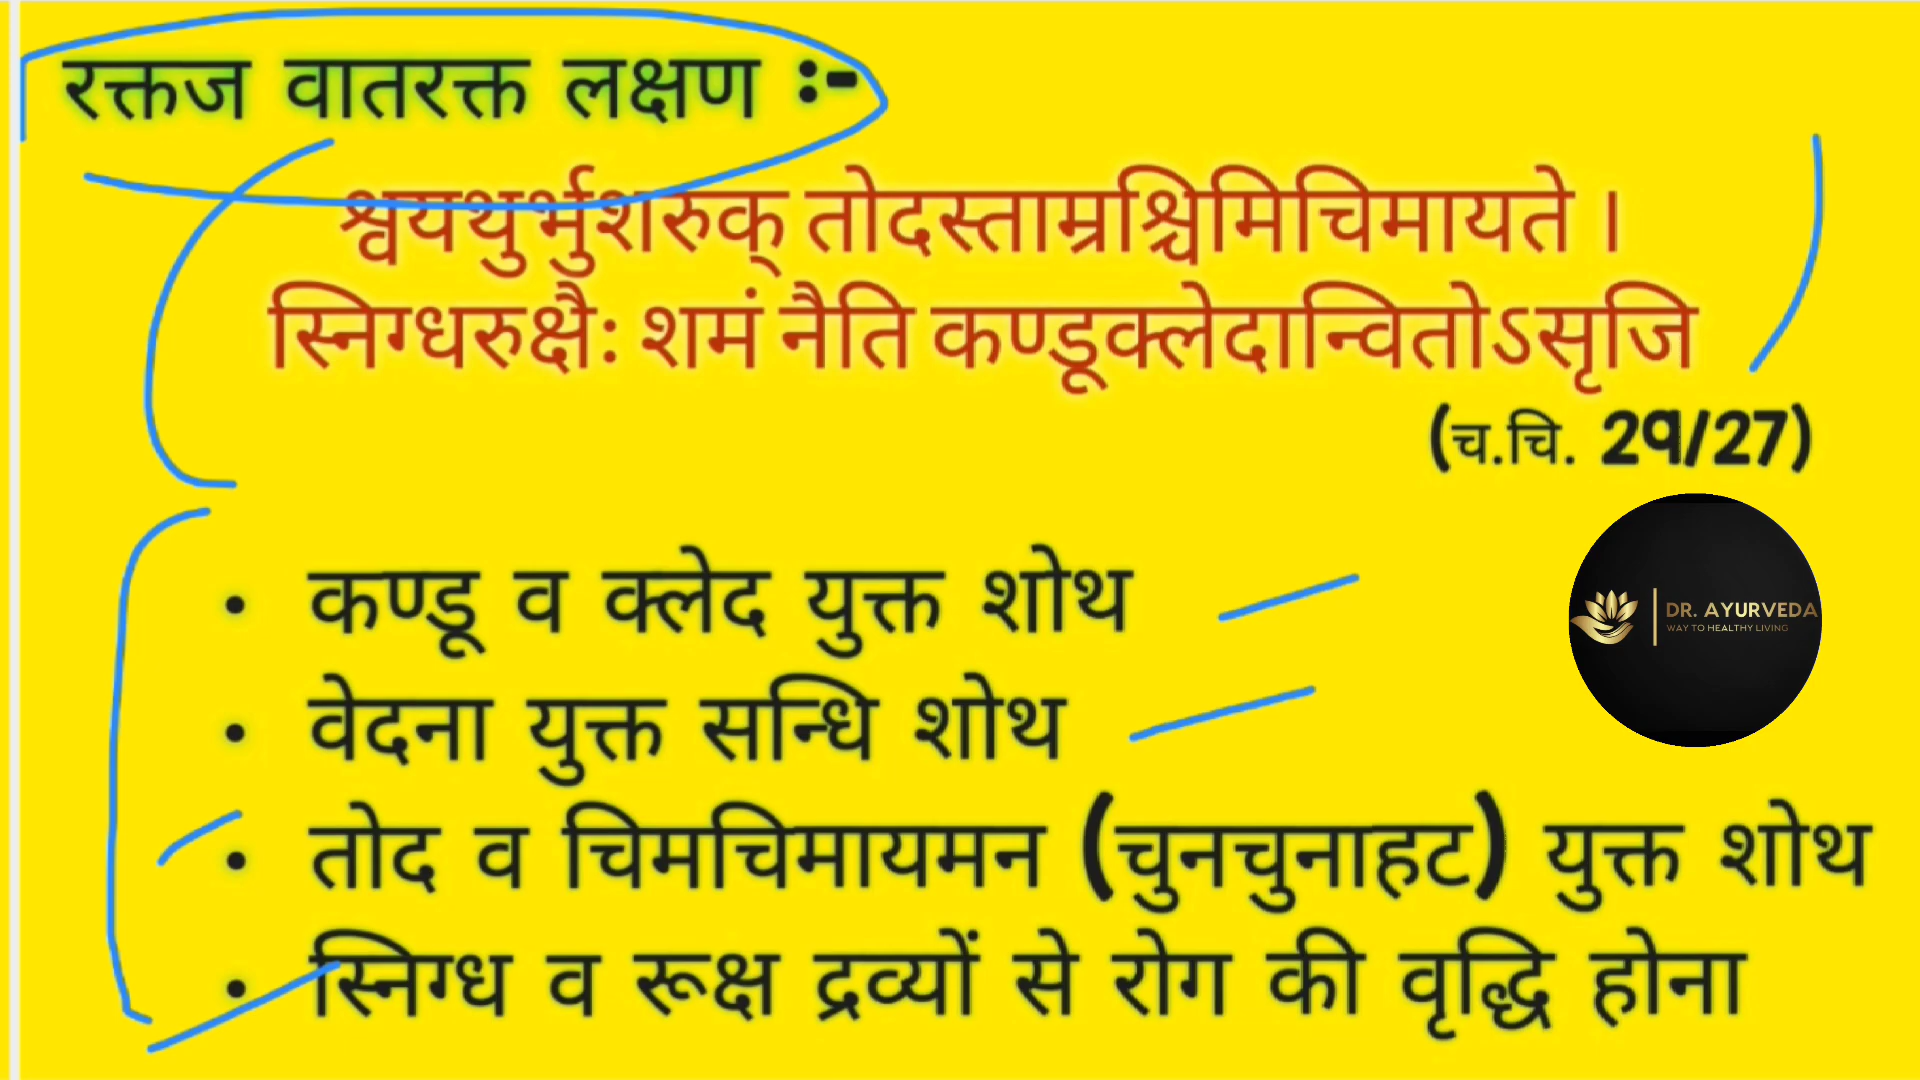 रक्तज वातरक्त लक्षण :-
श्वयथुर्भुशरुक् तोदस्ताम्रश्चिमिचिमायते ।
स्निग्धरुक्षैः शमं नैति कण्डूक्लेदान्वितोऽसृजि
(च.चि. 29/27)
• कण्डू व क्लेद युक्त शोथ
• वेदना युक्त सन्धि शोथ
• तोद व चिमचिमायमन (चुनचुनाहट) युक्त शोथ
• स्निग्ध व रूक्ष द्रव्यों से रोग की वृद्धि होना
DR. AYURVEDA
WAY TO HEALTHY LIVING